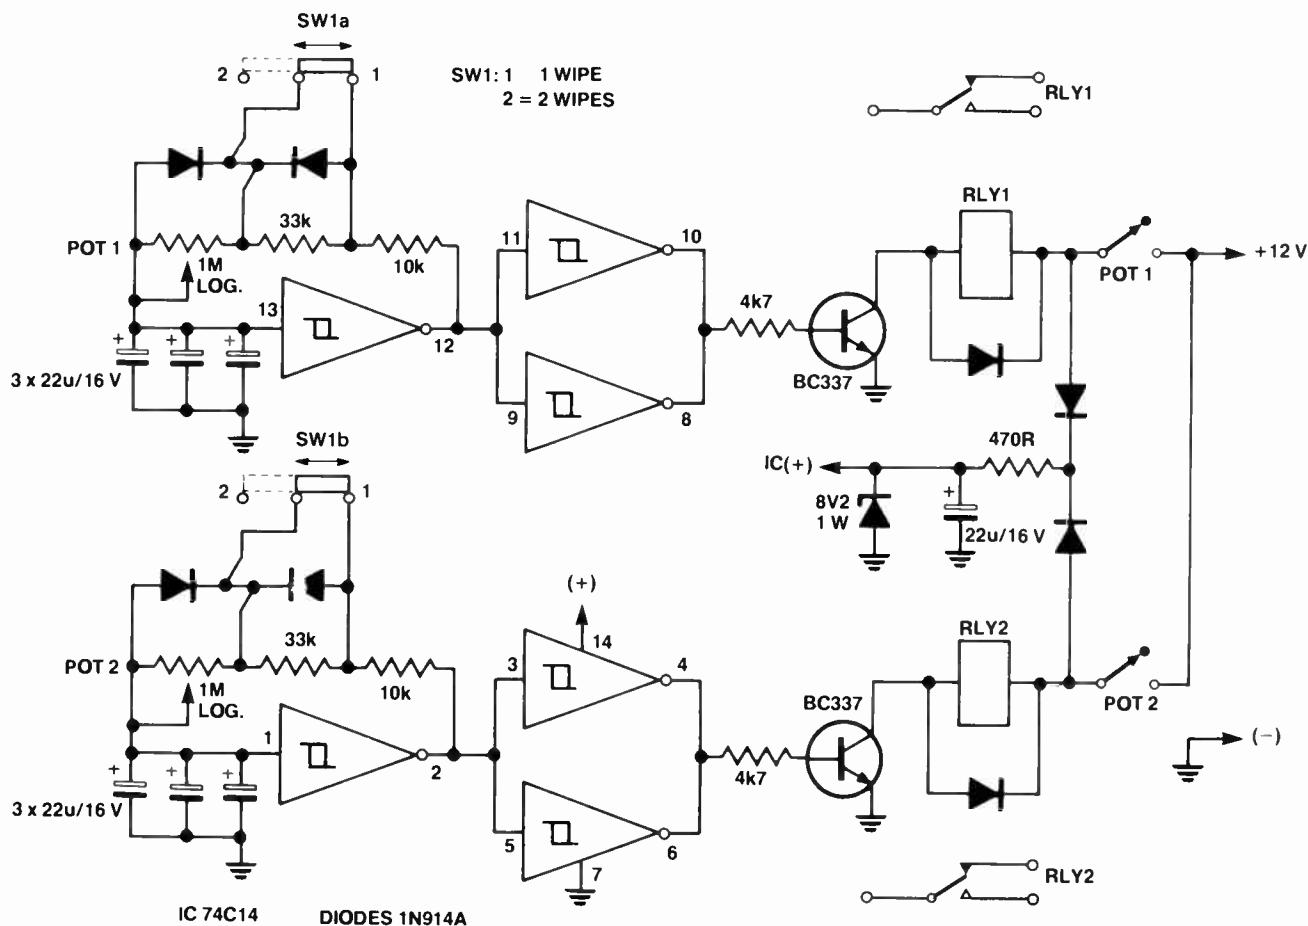 SW1a
2
1
SW1: 1 1 WIPE
2 = 2 WIPES
RLY1
RLY1
POT 1
33k
1M
LOG.
10k
11
10
+12 V
POT 1
4k7
13
12
+
+
+
3 x 22u/16 V
9
8
BC337
SW1b
470R
IC(+)
2
1
8V2
1 W
+
22u/16 V
(+)
14
33k
RLY2
POT 2
1M
LOG.
10k
3
4
BC337
POT 2
1
2
4k7
(–)
+
+
+
3 x 22u/16 V
5
6
7
RLY2
IC 74C14
DIODES 1N914A